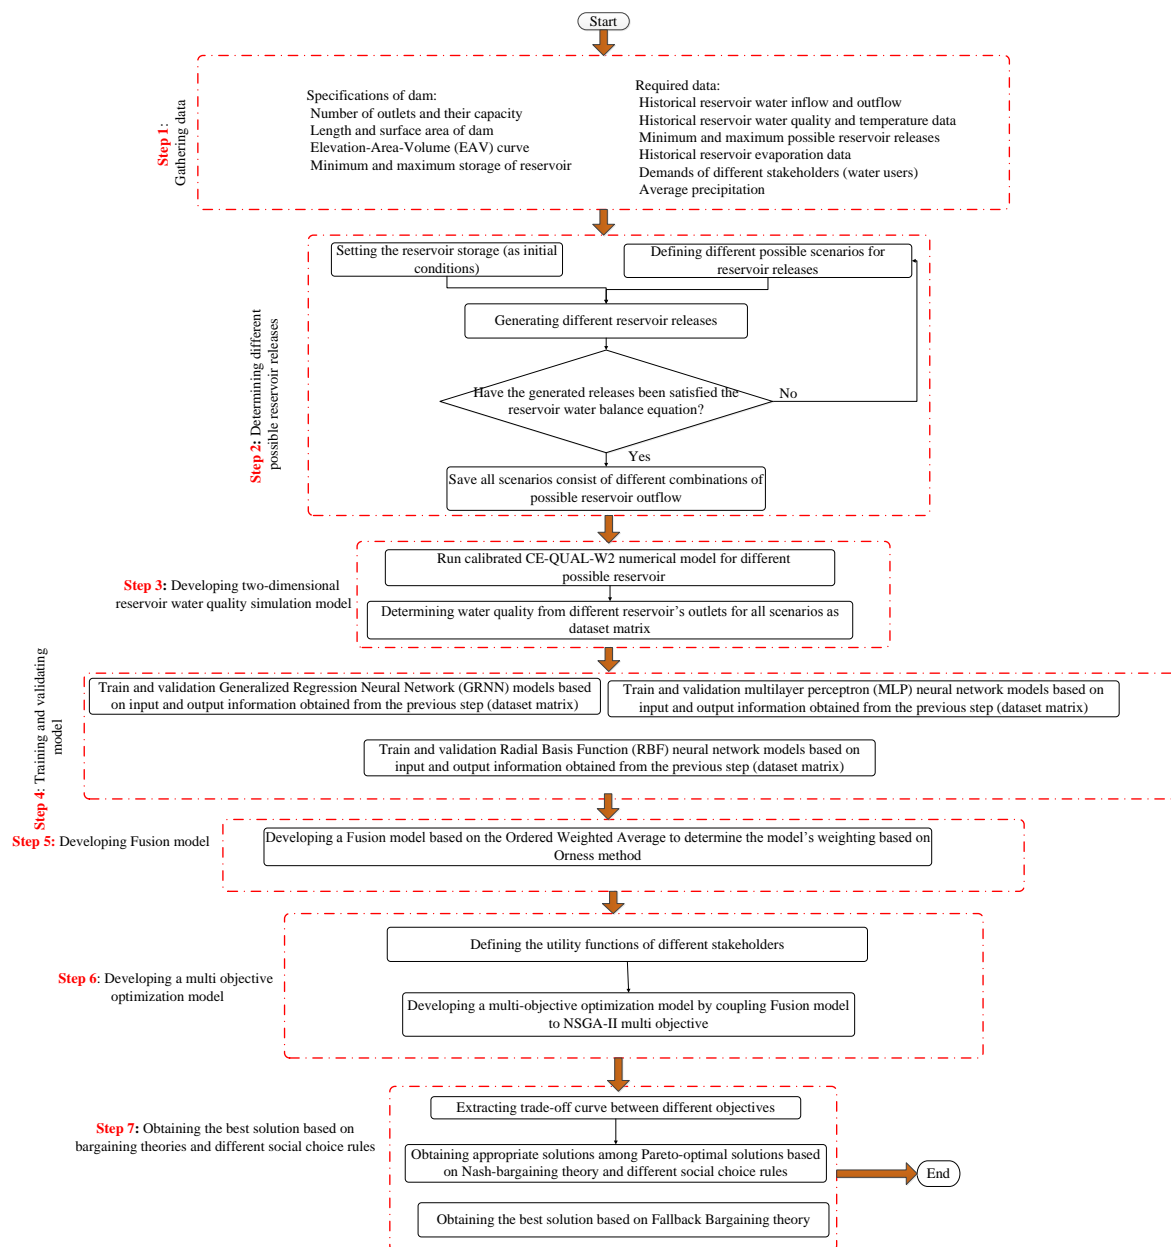 Start
Step 1:
Gathering data
Specifications of dam:
Number of outlets and their capacity
Length and surface area of dam
Elevation-Area-Volume (EAV) curve
Minimum and maximum storage of reservoir
Required data:
Historical reservoir water inflow and outflow
Historical reservoir water quality and temperature data
Minimum and maximum possible reservoir releases
Historical reservoir evaporation data
Demands of different stakeholders (water users)
Average precipitation
Step 2: Determining different
possible reservoir releases
Setting the reservoir storage (as initial
conditions)
Defining different possible scenarios for
reservoir releases
Generating different reservoir releases
Have the generated releases been satisfied the
reservoir water balance equation?
No
Yes
Save all scenarios consist of different combinations of
possible reservoir outflow
Step 3: Developing two-dimensional
reservoir water quality simulation model
Run calibrated CE-QUAL-W2 numerical model for different
possible reservoir
Determining water quality from different reservoir's outlets for all scenarios as
dataset matrix
Step 4: Training and validating
model
Train and validation Generalized Regression Neural Network (GRNN) models based
on input and output information obtained from the previous step (dataset matrix)
Train and validation multilayer perceptron (MLP) neural network models based on
input and output information obtained from the previous step (dataset matrix)
Train and validation Radial Basis Function (RBF) neural network models based on
input and output information obtained from the previous step (dataset matrix)
Step 5: Developing Fusion model
Developing a Fusion model based on the Ordered Weighted Average to determine the model's weighting based on
Orness method
Step 6: Developing a multi objective
optimization model
Defining the utility functions of different stakeholders
Developing a multi-objective optimization model by coupling Fusion model
to NSGA-II multi objective
Step 7: Obtaining the best solution based on
bargaining theories and different social choice rules
Extracting trade-off curve between different objectives
Obtaining appropriate solutions among Pareto-optimal solutions based
on Nash-bargaining theory and different social choice rules
End
Obtaining the best solution based on Fallback Bargaining theory